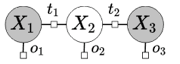 t₁ t₂
X₁ X₂ X₃
o₁ o₂ o₃